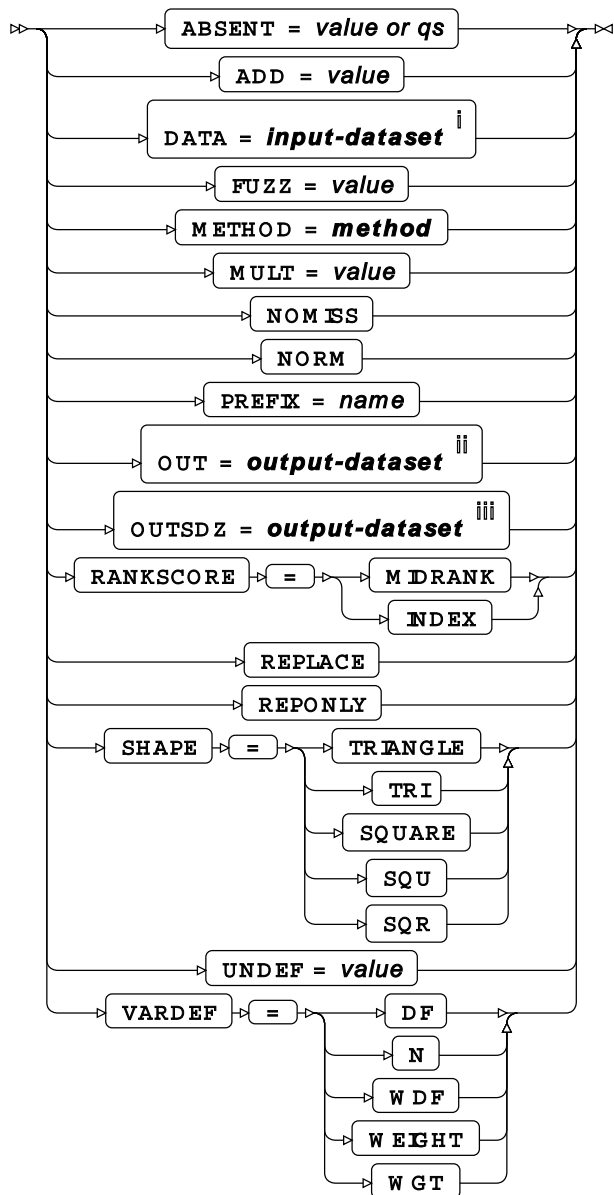 ABSENT = value or qs
ADD = value
DATA = input-dataset i
FUZZ = value
METHOD = method
MULT = value
NOMISS
NORM
PREFIX = name
OUT = output-dataset ii
OUTSDZ = output-dataset iii
RANKSCORE = MIDRANK
INDEX
REPLACE
REPONLY
SHAPE = TRIANGLE
TRI
SQUARE
SQU
SQR
UNDEF = value
VARDEF = DF
N
WDF
WEIGHT
WGT